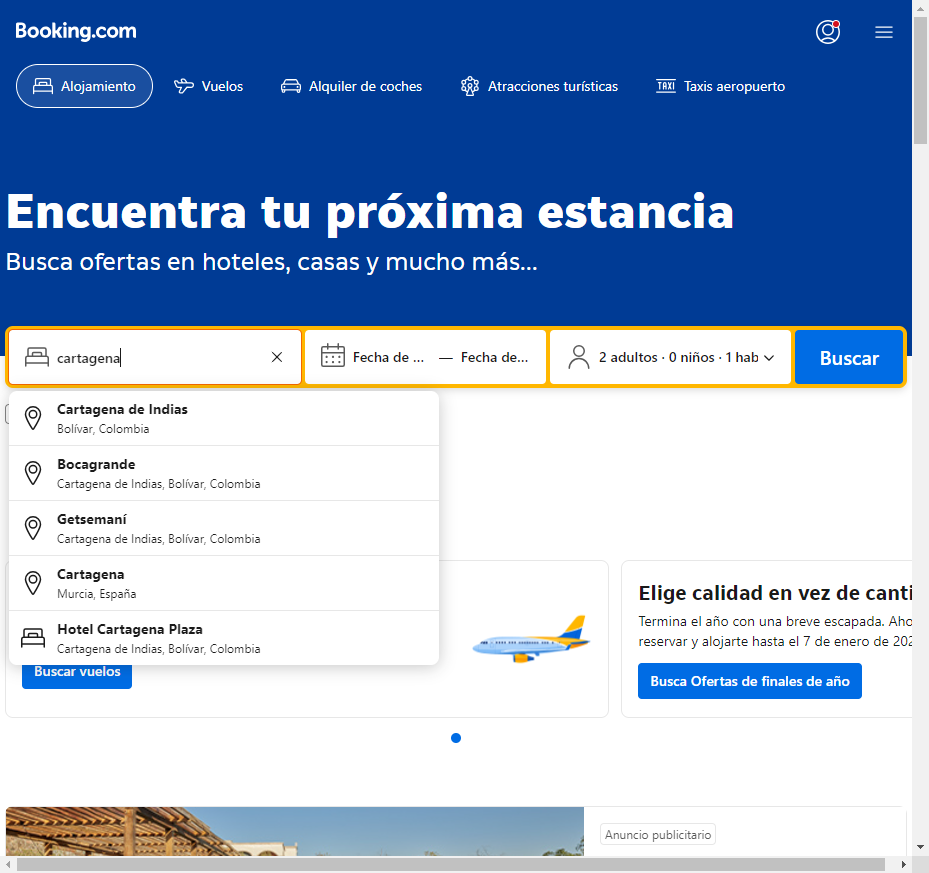 Booking.com
Alojamiento
Vuelos
Alquiler de coches
Atracciones turísticas
TAXI
Taxis aeropuerto
Encuentra tu próxima estancia
Busca ofertas en hoteles, casas y mucho más...
cartagena
Fecha de ... — Fecha de...
2 adultos · 0 niños · 1 hab
Buscar
Cartagena de Indias
Bolívar, Colombia
Bocagrande
Cartagena de Indias, Bolívar, Colombia
Getsemaní
Cartagena de Indias, Bolívar, Colombia
Cartagena
Murcia, España
Hotel Cartagena Plaza
Cartagena de Indias, Bolívar, Colombia
Buscar vuelos
Elige calidad en vez de canti
Termina el año con una breve escapada. Aho
reservar y alojarte hasta el 7 de enero de 202
Busca Ofertas de finales de año
Anuncio publicitario